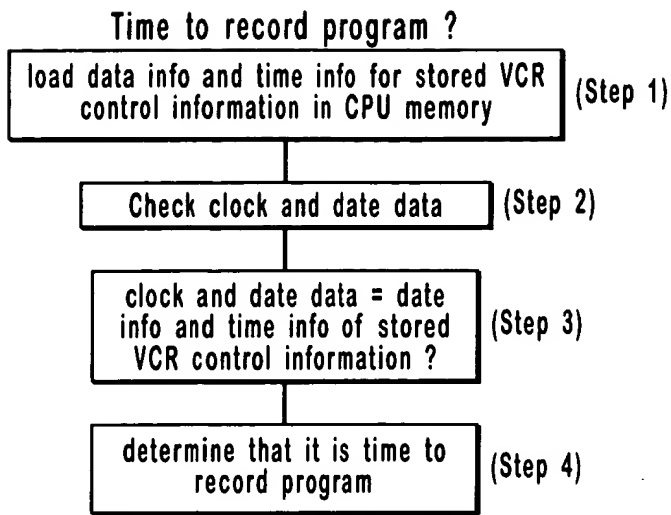 Time to record program ?
load data info and time info for stored VCR
control information in CPU memory
(Step 1)
Check clock and date data
(Step 2)
clock and date data = date
info and time info of stored
VCR control information ?
(Step 3)
determine that it is time to
record program
(Step 4)